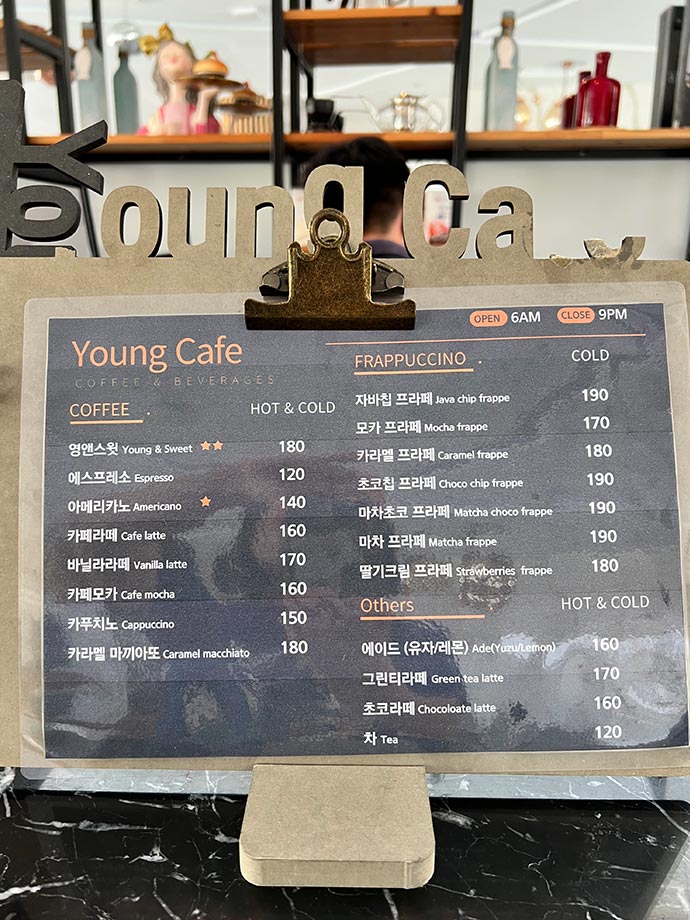 Young Ca
Yo
OPEN 6AM CLOSE 9PM
Young Cafe
COFFEE & BEVERAGES
COFFEE . HOT & COLD
영앤스윗 Young & Sweet ★★ 180
에스프레소 Espresso 120
아메리카노 Americano ★ 140
카페라떼 Cafe latte 160
바닐라라떼 Vanilla latte 170
카페모카 Cafe mocha 160
카푸치노 Cappuccino 150
카라멜 마끼아또 Caramel macchiato 180
FRAPPUCCINO . COLD
자바칩 프라페 Java chip frappe 190
모카 프라페 Mocha frappe 170
카라멜 프라페 Caramel frappe 180
초코칩 프라페 Choco chip frappe 190
마차초코 프라페 Matcha choco frappe 190
마차 프라페 Matcha frappe 190
딸기크림 프라페 Strawberries frappe 180
Others HOT & COLD
에이드 (유자/레몬) Ade(Yuzu/Lemon) 160
그린티라떼 Green tea latte 170
초코라떼 Chocoloate latte 160
차 Tea 120